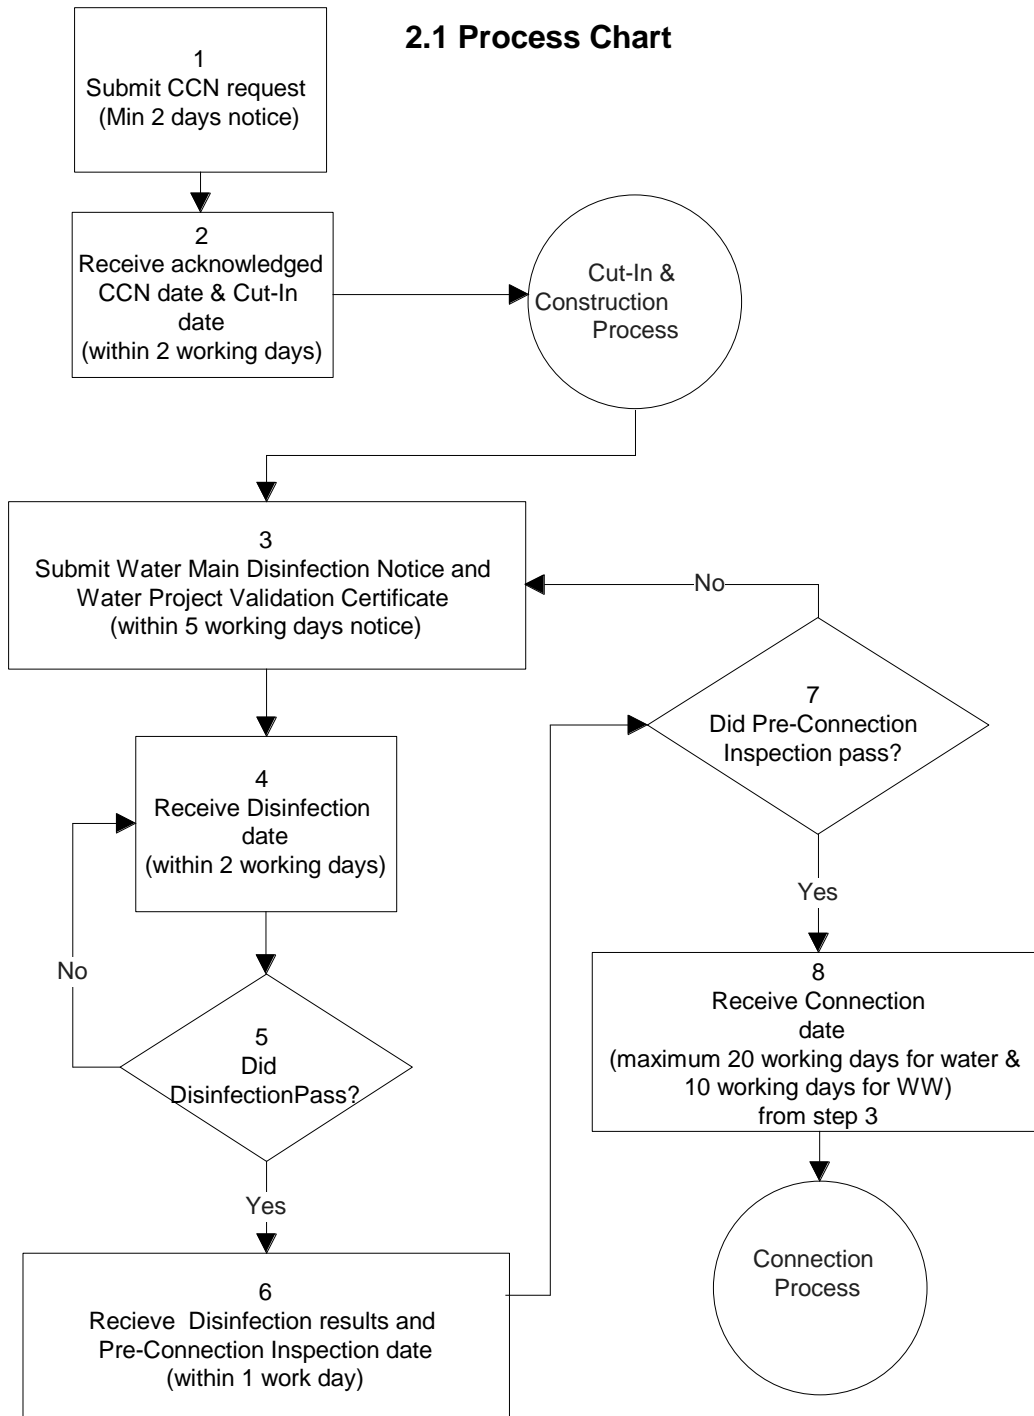 2.1 Process Chart
1
Submit CCN request
(Min 2 days notice)
2
Receive acknowledged
CCN date & Cut-In
date
(within 2 working days)
Cut-In &
Construction
Process
3
Submit Water Main Disinfection Notice and
Water Project Validation Certificate
(within 5 working days notice)
4
Receive Disinfection
date
(within 2 working days)
No
5
Did
DisinfectionPass?
Yes
6
Recieve Disinfection results and
Pre-Connection Inspection date
(within 1 work day)
No
7
Did Pre-Connection
Inspection pass?
Yes
8
Receive Connection
date
(maximum 20 working days for water &
10 working days for WW)
from step 3
Connection
Process